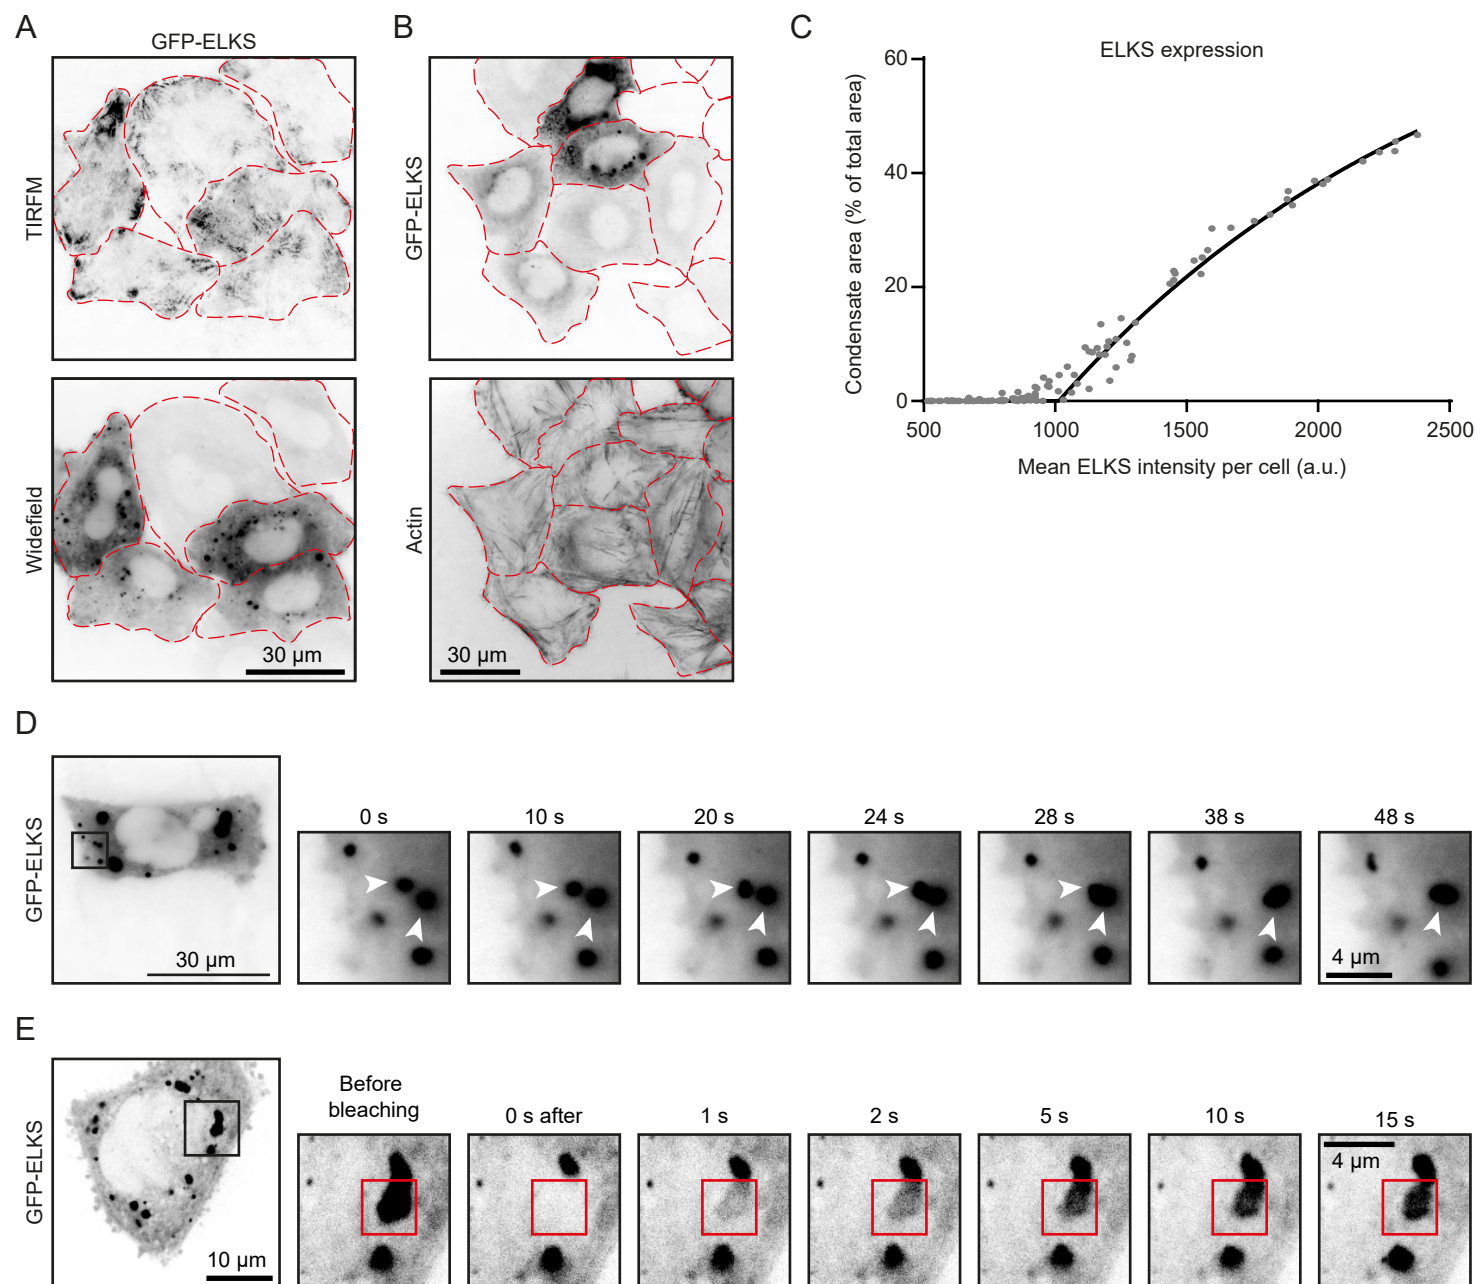 A
GFP-ELKS
TIRFM
Widefield
30 µm
B
GFP-ELKS
Actin
30 µm
C
ELKS expression
Condensate area (% of total area)
60
40
20
0
500 1000 1500 2000 2500
Mean ELKS intensity per cell (a.u.)
D
GFP-ELKS
30 µm
0 s 10 s 20 s 24 s 28 s 38 s 48 s
4 µm
E
GFP-ELKS
10 µm
Before
bleaching
0 s after 1 s 2 s 5 s 10 s 15 s
4 µm